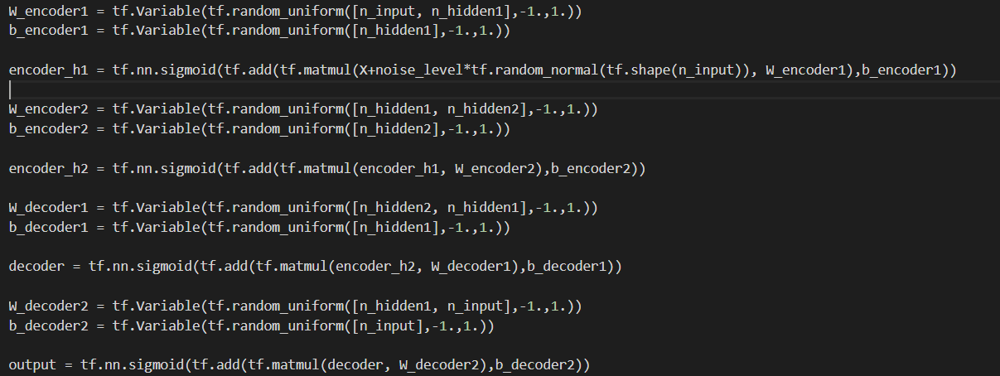 W_encoder1 = tf.Variable(tf.random_uniform([n_input, n_hidden1],-1.,1.))
b_encoder1 = tf.Variable(tf.random_uniform([n_hidden1],-1.,1.))
encoder_h1 = tf.nn.sigmoid(tf.add(tf.matmul(X+noise_level*tf.random_normal(tf.shape(n_input)), W_encoder1),b_encoder1))
W_encoder2 = tf.Variable(tf.random_uniform([n_hidden1, n_hidden2],-1.,1.))
b_encoder2 = tf.Variable(tf.random_uniform([n_hidden2],-1.,1.))
encoder_h2 = tf.nn.sigmoid(tf.add(tf.matmul(encoder_h1, W_encoder2),b_encoder2))
W_decoder1 = tf.Variable(tf.random_uniform([n_hidden2, n_hidden1],-1.,1.))
b_decoder1 = tf.Variable(tf.random_uniform([n_hidden1],-1.,1.))
decoder = tf.nn.sigmoid(tf.add(tf.matmul(encoder_h2, W_decoder1),b_decoder1))
W_decoder2 = tf.Variable(tf.random_uniform([n_hidden1, n_input],-1.,1.))
b_decoder2 = tf.Variable(tf.random_uniform([n_input],-1.,1.))
output = tf.nn.sigmoid(tf.add(tf.matmul(decoder, W_decoder2),b_decoder2))